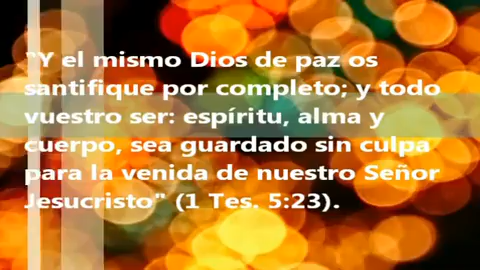 "Y el mismo Dios de paz os
santifique por completo; y todo
vuestro ser: espíritu, alma y
cuerpo, sea guardado sin culpa
para la venida de nuestro Señor
Jesucristo" (1 Tes. 5:23).